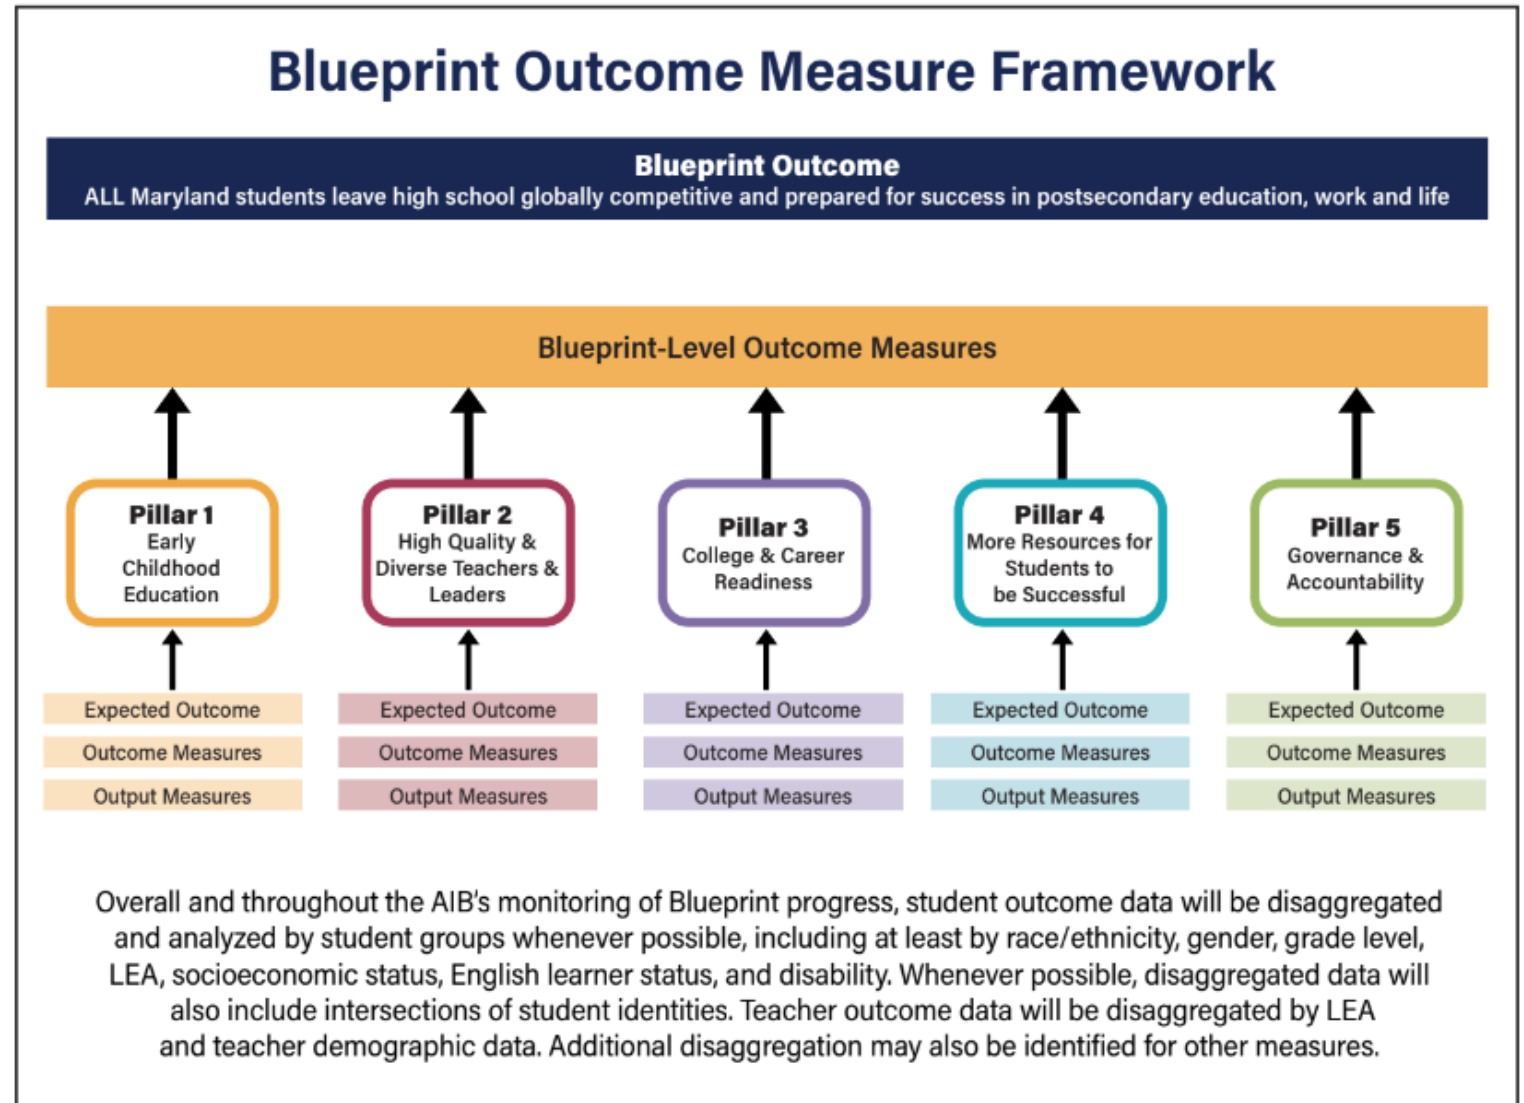 Blueprint Outcome Measure Framework
Blueprint Outcome
ALL Maryland students leave high school globally competitive and prepared for success in postsecondary education, work and life
Blueprint-Level Outcome Measures
Pillar 1
Early
Childhood
Education
Pillar 2
High Quality &
Diverse Teachers &
Leaders
Pillar 3
College & Career
Readiness
Pillar 4
More Resources for
Students to
be Successful
Pillar 5
Governance &
Accountability
Expected Outcome
Outcome Measures
Output Measures
Expected Outcome
Outcome Measures
Output Measures
Expected Outcome
Outcome Measures
Output Measures
Expected Outcome
Outcome Measures
Output Measures
Expected Outcome
Outcome Measures
Output Measures
Overall and throughout the AIB's monitoring of Blueprint progress, student outcome data will be disaggregated
and analyzed by student groups whenever possible, including at least by race/ethnicity, gender, grade level,
LEA, socioeconomic status, English learner status, and disability. Whenever possible, disaggregated data will
also include intersections of student identities. Teacher outcome data will be disaggregated by LEA
and teacher demographic data. Additional disaggregation may also be identified for other measures.